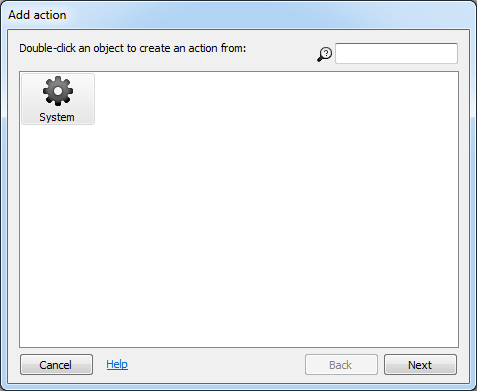 Add action
Double-click an object to create an action from:
System
Cancel
Help
Back
Next